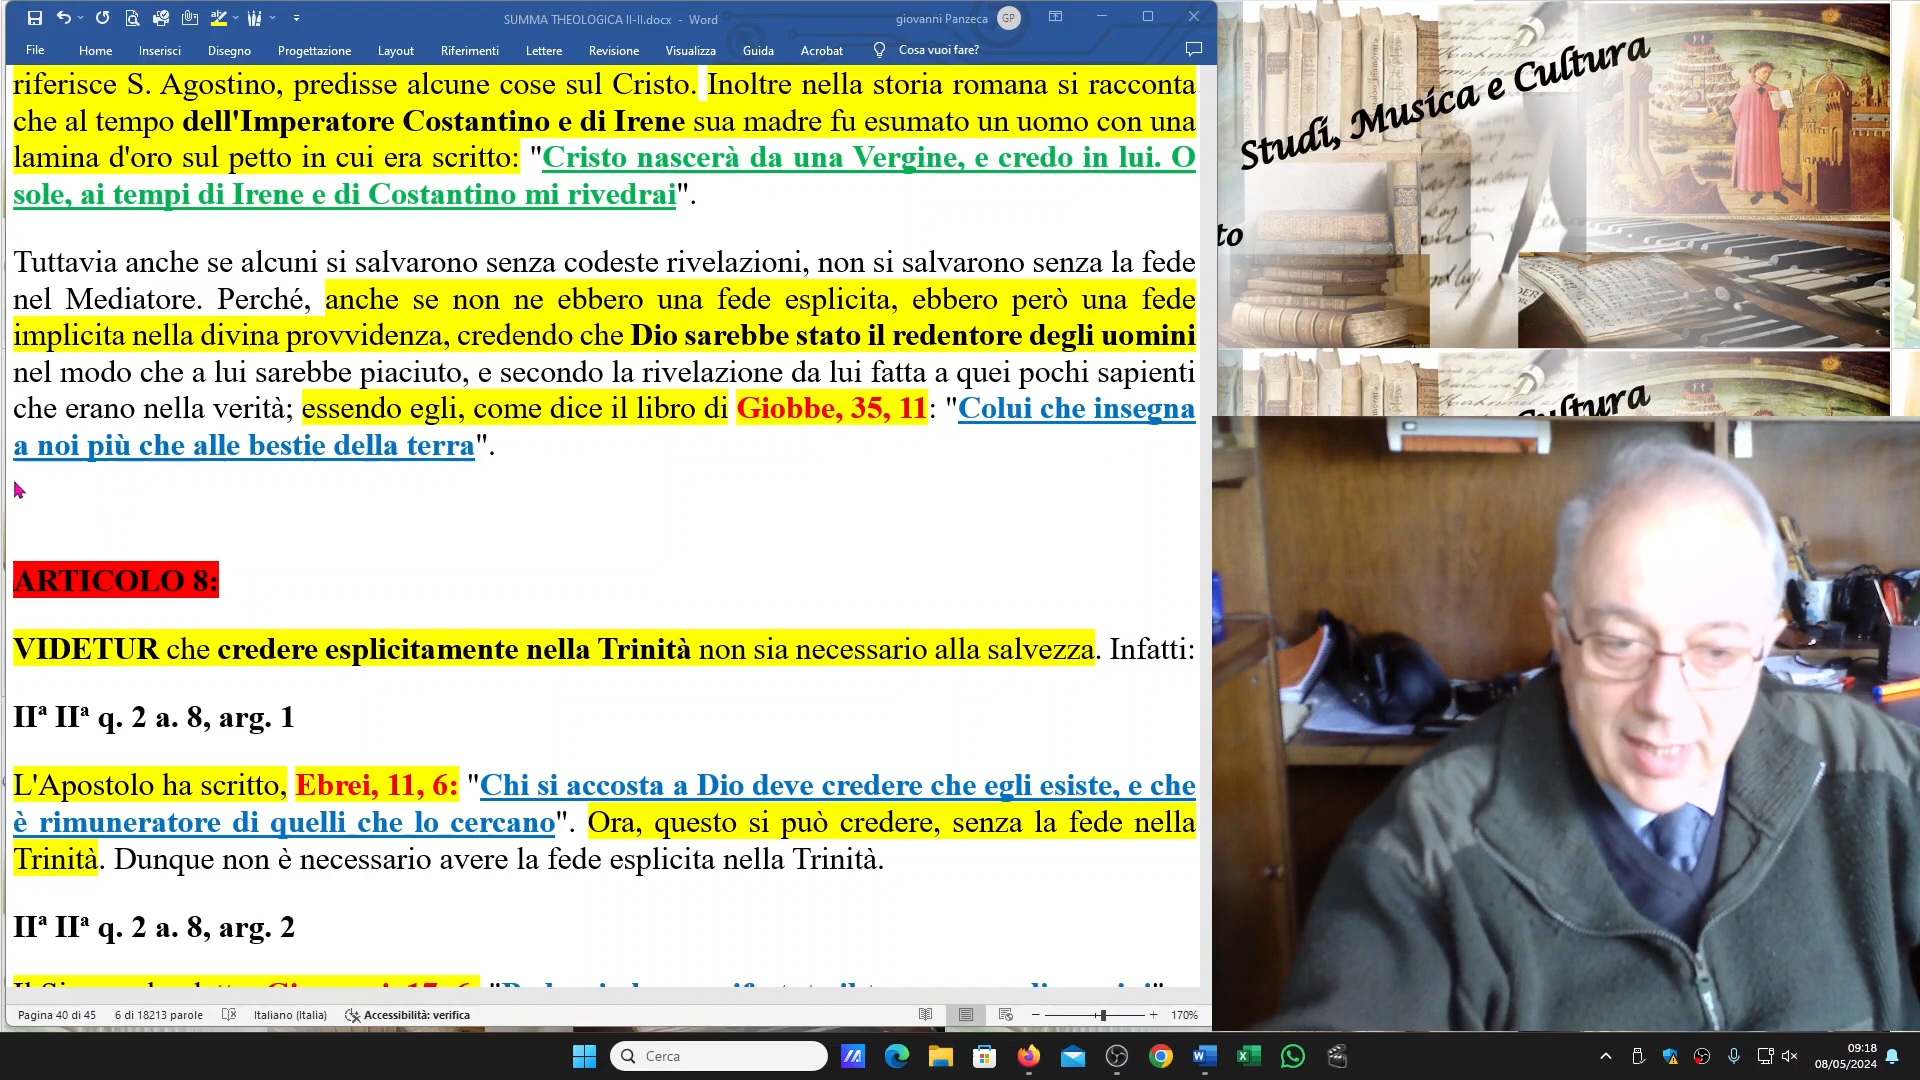 SUMMA THEOLOGICA II-II.docx - Word
giovanni Panzeca
GP
File Home Inserisci Disegno Progettazione Layout Riferimenti Lettere Revisione Visualizza Guida Acrobat Cosa vuoi fare?
riferisce S. Agostino, predisse alcune cose sul Cristo. Inoltre nella storia romana si racconta
che al tempo dell'Imperatore Costantino e di Irene sua madre fu esumato un uomo con una
lamina d'oro sul petto in cui era scritto: "Cristo nascerà da una Vergine, e credo in lui. O
sole, ai tempi di Irene e di Costantino mi rivedrai".
Tuttavia anche se alcuni si salvarono senza codeste rivelazioni, non si salvarono senza la fede
nel Mediatore. Perché, anche se non ne ebbero una fede esplicita, ebbero però una fede
implicita nella divina provvidenza, credendo che Dio sarebbe stato il redentore degli uomini
nel modo che a lui sarebbe piaciuto, e secondo la rivelazione da lui fatta a quei pochi sapienti
che erano nella verità; essendo egli, come dice il libro di Giobbe, 35, 11: "Colui che insegna
a noi più che alle bestie della terra".
ARTICOLO 8:
VIDETUR che credere esplicitamente nella Trinità non sia necessario alla salvezza. Infatti:
IIª IIª q. 2 a. 8, arg. 1
L'Apostolo ha scritto, Ebrei, 11, 6: "Chi si accosta a Dio deve credere che egli esiste, e che
è rimuneratore di quelli che lo cercano". Ora, questo si può credere, senza la fede nella
Trinità. Dunque non è necessario avere la fede esplicita nella Trinità.
IIª IIª q. 2 a. 8, arg. 2
Pagina 40 di 45 6 di 18213 parole Italiano (Italia) Accessibilità: verifica 170%
Studi, Musica e Cultura
to
Cultura
Cerca
09:18
08/05/2024